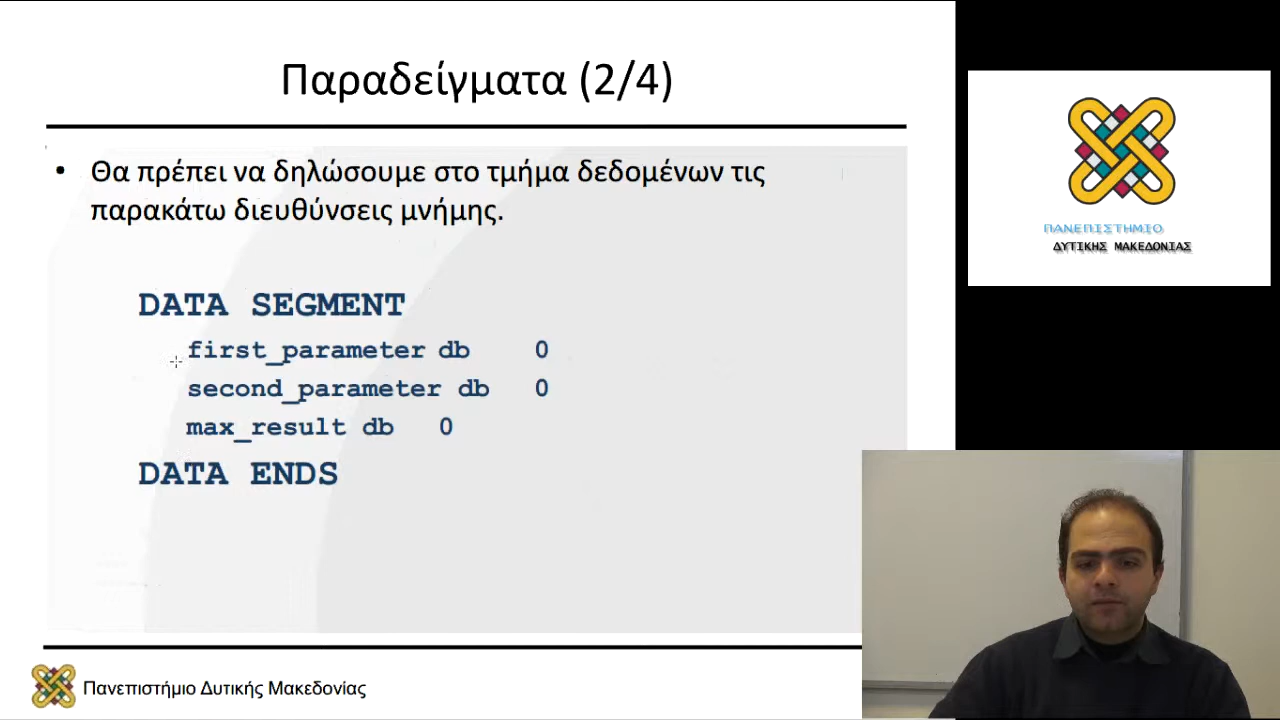 Παραδείγματα (2/4)
• Θα πρέπει να δηλώσουμε στο τμήμα δεδομένων τις
παρακάτω διευθύνσεις μνήμης.
DATA SEGMENT
first_parameter db 0
second_parameter db 0
max_result db 0
DATA ENDS
Πανεπιστήμιο Δυτικής Μακεδονίας
ΠΑΝΕΠΙΣΤΗΜΙΟ
ΔΥΤΙΚΗΣ ΜΑΚΕΔΟΝΙΑΣ